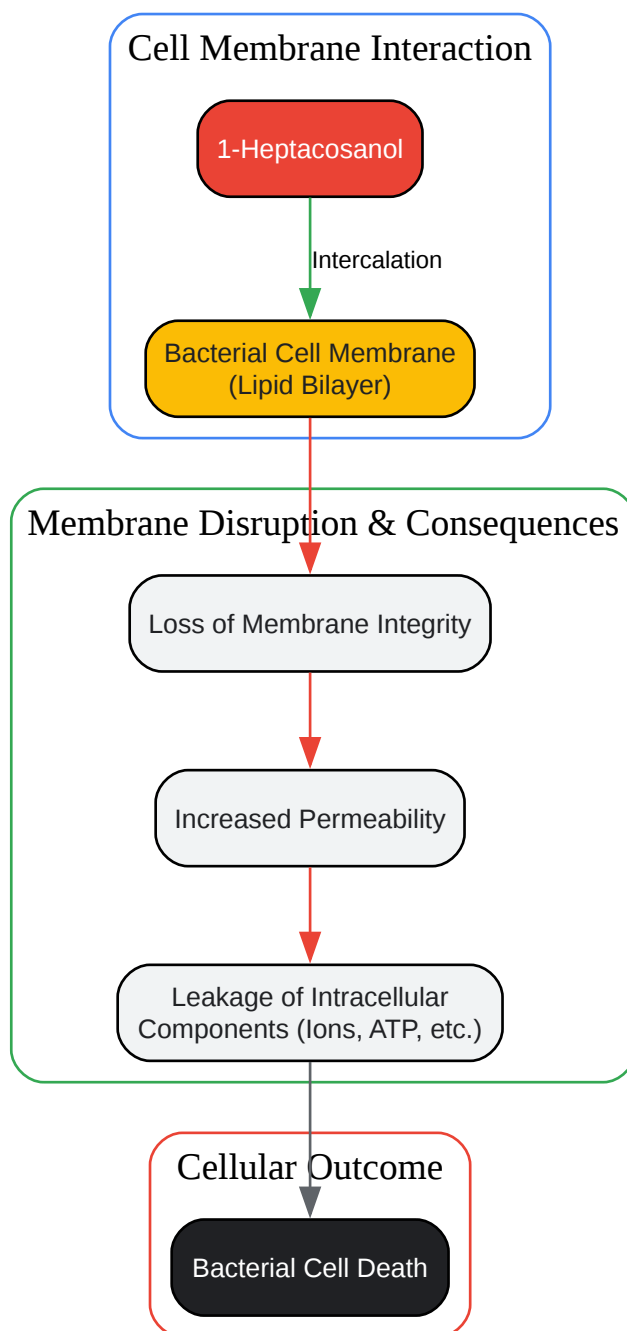 Cell Membrane Interaction
1-Heptacosanol
Intercalation
Bacterial Cell Membrane
(Lipid Bilayer)
Membrane Disruption & Consequences
Loss of Membrane Integrity
Increased Permeability
Leakage of Intracellular
Components (Ions, ATP, etc.)
Cellular Outcome
Bacterial Cell Death